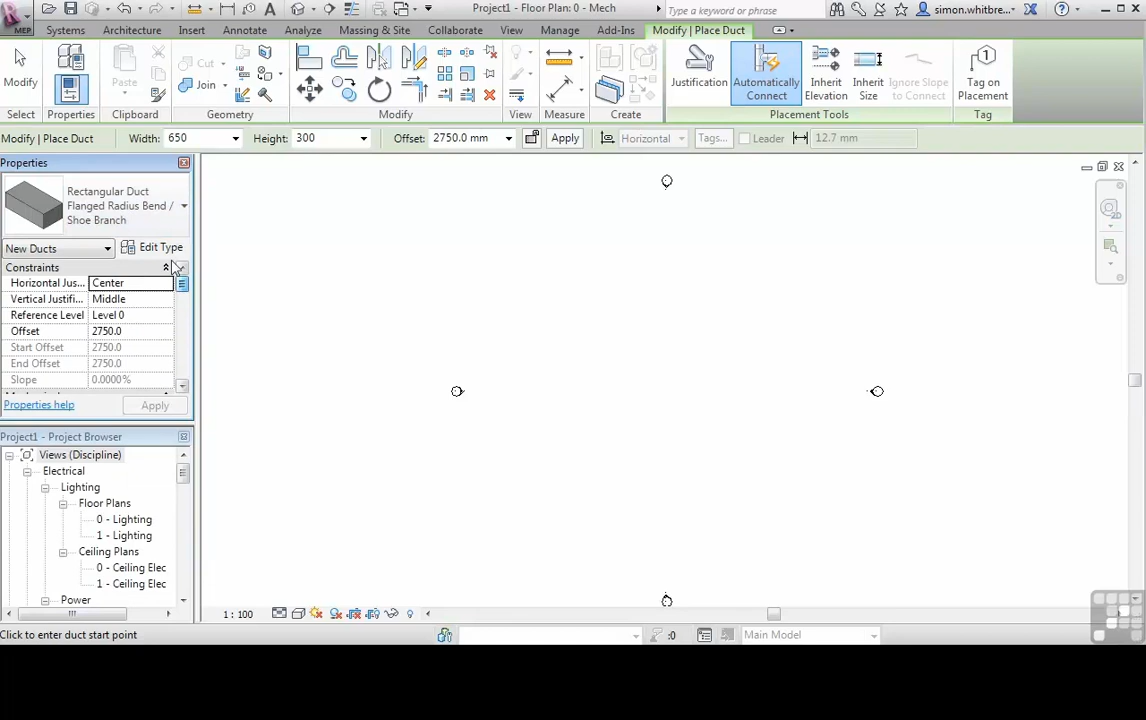 Project1 - Floor Plan: 0 - Mech
Type a keyword or phrase
simon.whitbre...
MEP
Systems
Architecture
Insert
Annotate
Analyze
Massing & Site
Collaborate
View
Manage
Add-Ins
Modify | Place Duct
Modify
Paste
Cut
Join
Justification
Automatically
Connect
Inherit
Elevation
Inherit
Size
Ignore Slope
to Connect
Tag on
Placement
Select
Properties
Clipboard
Geometry
Modify
View
Measure
Create
Placement Tools
Tag
Modify | Place Duct
Width: 650
Height: 300
Offset: 2750.0 mm
Apply
Horizontal
Tags...
Leader
12.7 mm
Properties
Rectangular Duct
Flanged Radius Bend /
Shoe Branch
New Ducts
Edit Type
Constraints
Horizontal Jus... Center
Vertical Justifi... Middle
Reference Level Level 0
Offset 2750.0
Start Offset 2750.0
End Offset 2750.0
Slope 0.0000%
Properties help
Apply
Project1 - Project Browser
Views (Discipline)
Electrical
Lighting
Floor Plans
0 - Lighting
1 - Lighting
Ceiling Plans
0 - Ceiling Elec
1 - Ceiling Elec
Power
2D
1 : 100
Click to enter duct start point
:0
Main Model